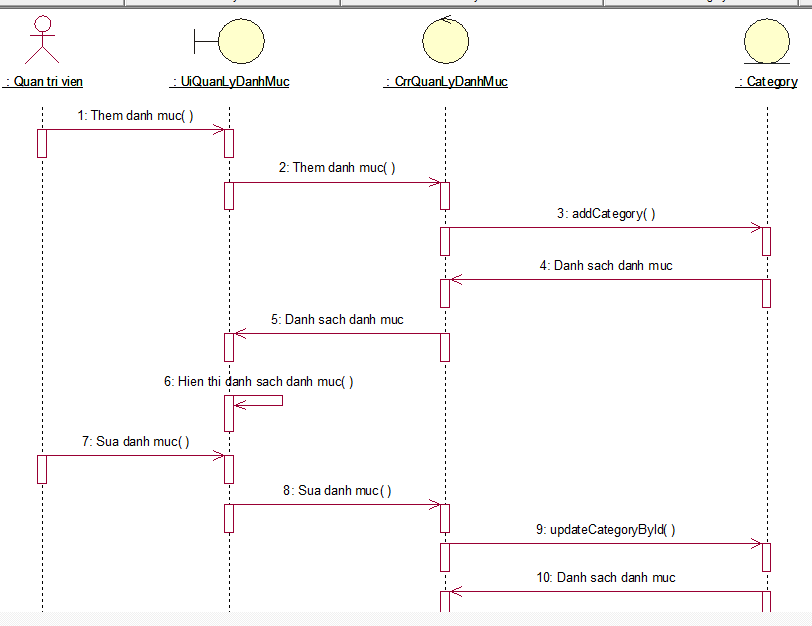 : Quan tri vien
: UiQuanLyDanhMuc
: CrrQuanLyDanhMuc
: Category
1: Them danh muc( )
2: Them danh muc( )
3: addCategory( )
4: Danh sach danh muc
5: Danh sach danh muc
6: Hien thi danh sach danh muc( )
7: Sua danh muc( )
8: Sua danh muc( )
9: updateCategoryById( )
10: Danh sach danh muc